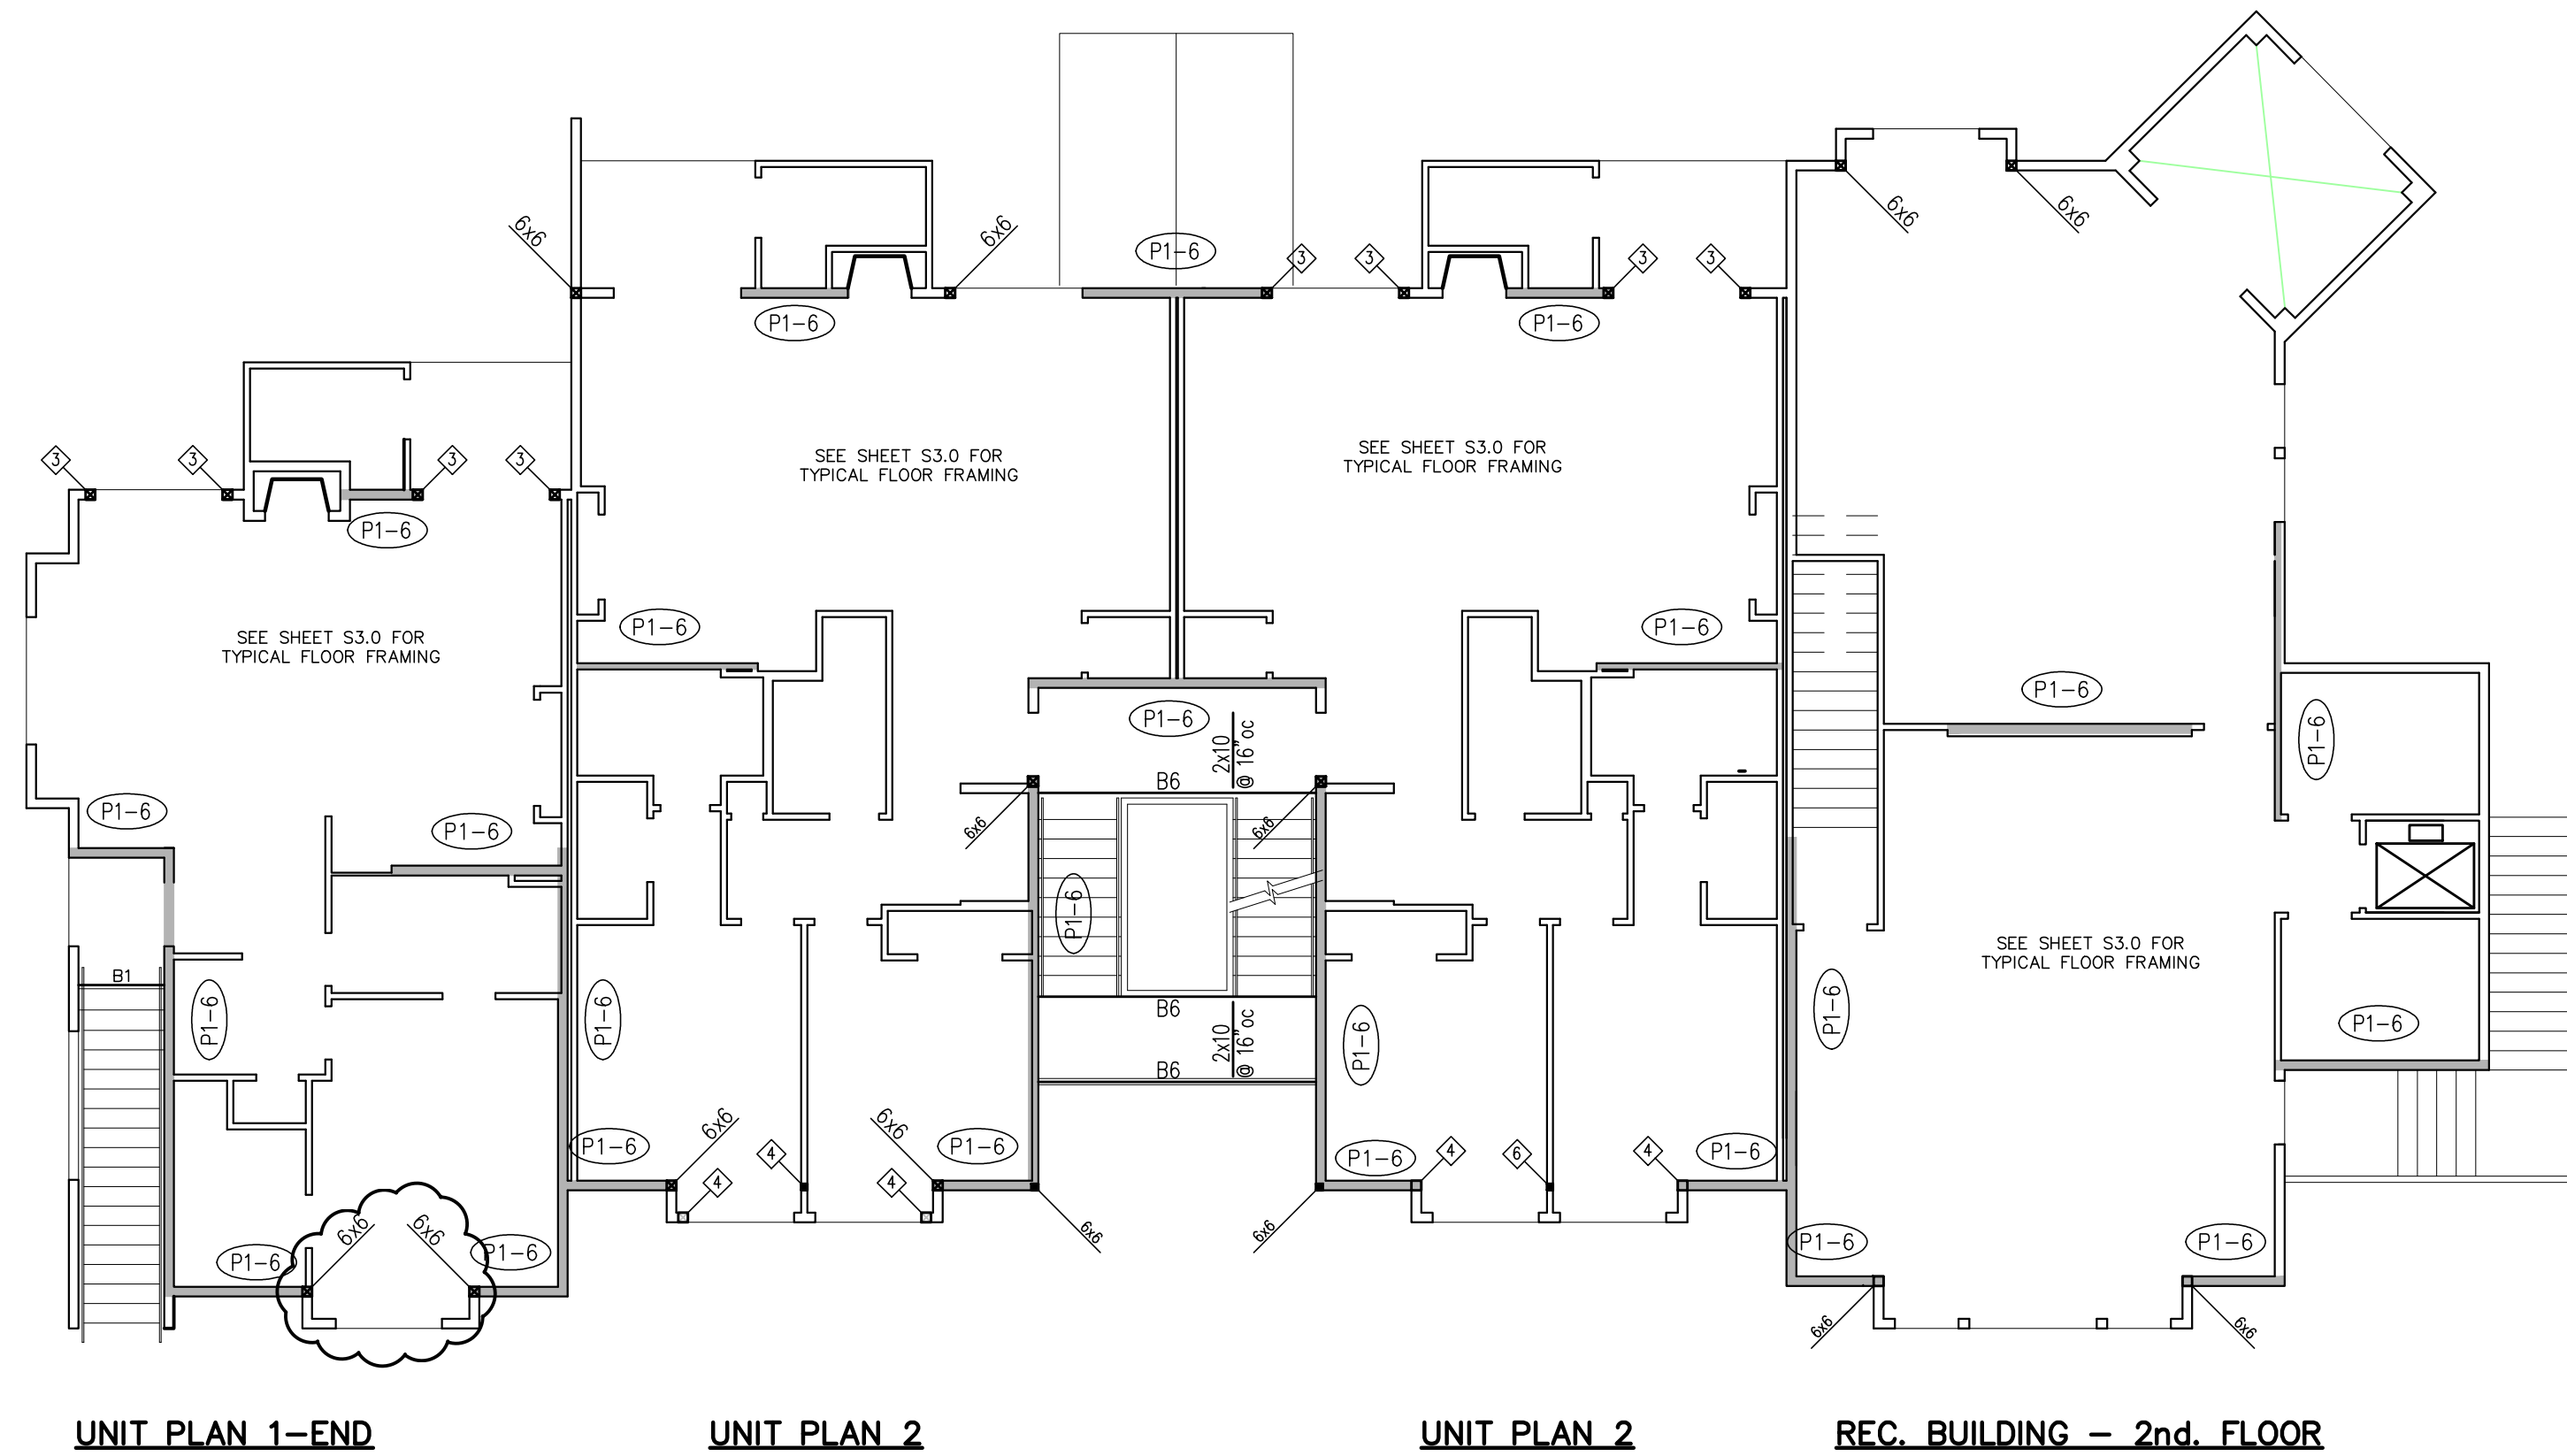 6x6
6x6
P1-6
3
3
3
3
6x6
6x6
P1-6
P1-6
3
3
3
3
SEE SHEET S3.0 FOR
TYPICAL FLOOR FRAMING
SEE SHEET S3.0 FOR
TYPICAL FLOOR FRAMING
P1-6
SEE SHEET S3.0 FOR
TYPICAL FLOOR FRAMING
P1-6
P1-6
P1-6
P1-6
2x10
@ 16"oc
B6
P1-6
P1-6
P1-6
6x6
6x6
P1-6
SEE SHEET S3.0 FOR
TYPICAL FLOOR FRAMING
B1
P1-6
P1-6
B6
2x10
@ 16"oc
P1-6
P1-6
P1-6
B6
P1-6
6x6
4
6x6
4
P1-6
P1-6
4
6
4
P1-6
4
6x6
6x6
P1-6
P1-6
6x6
6x6
P1-6
P1-6
6x6
6x6
UNIT PLAN 1-END
UNIT PLAN 2
UNIT PLAN 2
REC. BUILDING - 2nd. FLOOR